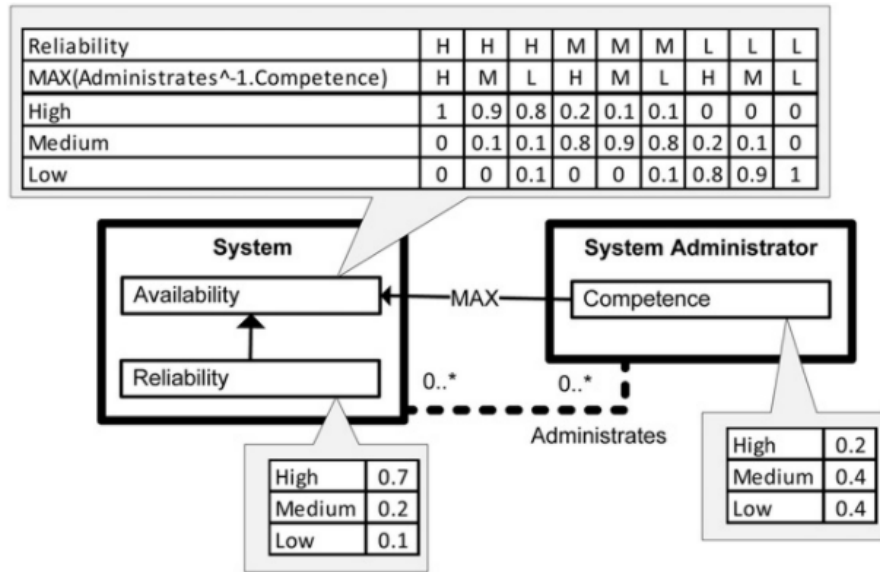 Reliability H H H M M M L L L
MAX(Administrates^-1.Competence) H M L H M L H M L
High 1 0.9 0.8 0.2 0.1 0.1 0 0 0
Medium 0 0.1 0.1 0.8 0.9 0.8 0.2 0.1 0
Low 0 0 0.1 0 0 0.1 0.8 0.9 1
System
System Administrator
Availability
MAX
Competence
Reliability
0..*
0..*
Administrates
High 0.7
Medium 0.2
Low 0.1
High 0.2
Medium 0.4
Low 0.4